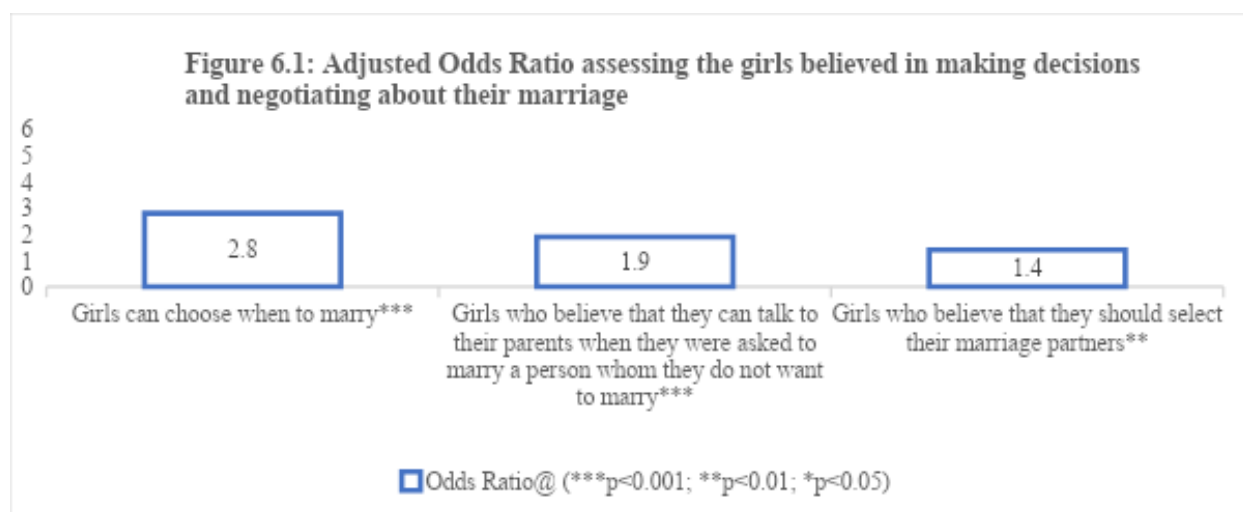 Figure 6.1: Adjusted Odds Ratio assessing the girls believed in making decisions
and negotiating about their marriage
6
5
4
3
2
1
0
2.8
1.9
1.4
Girls can choose when to marry***
Girls who believe that they can talk to
their parents when they were asked to
marry a person whom they do not want
to marry***
Girls who believe that they should select
their marriage partners**
Odds Ratio@ (***p<0.001; **p<0.01; *p<0.05)